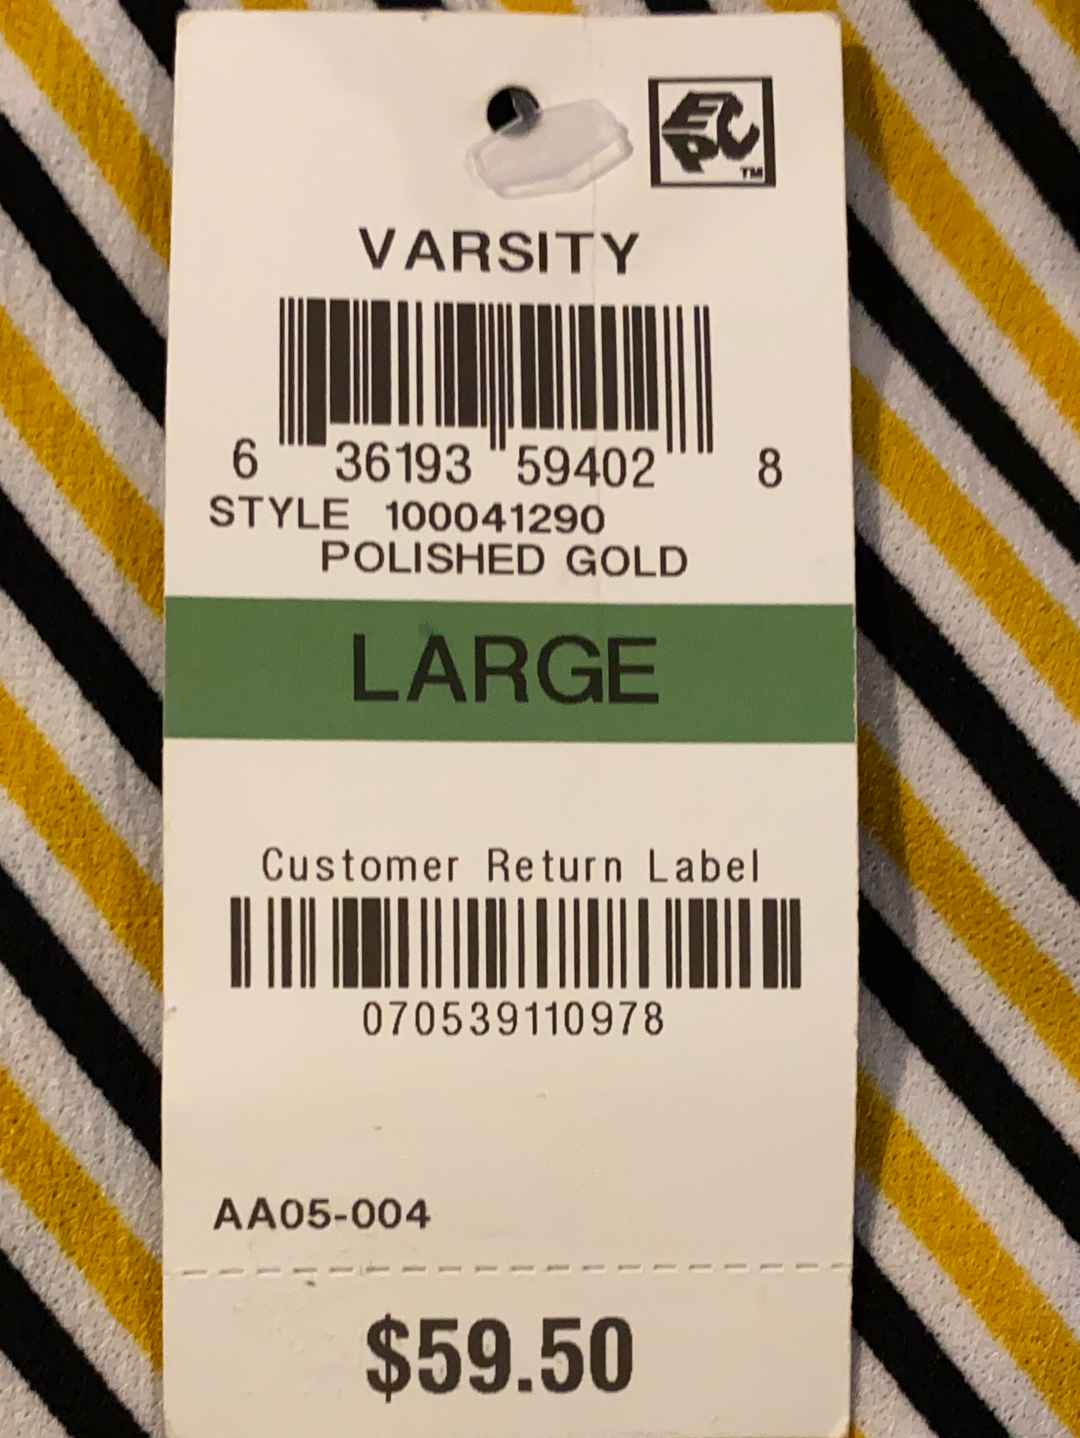 EPC
TM
VARSITY
6 36193 59402 8
STYLE 100041290
POLISHED GOLD
LARGE
Customer Return Label
070539110978
AA05-004
$59.50